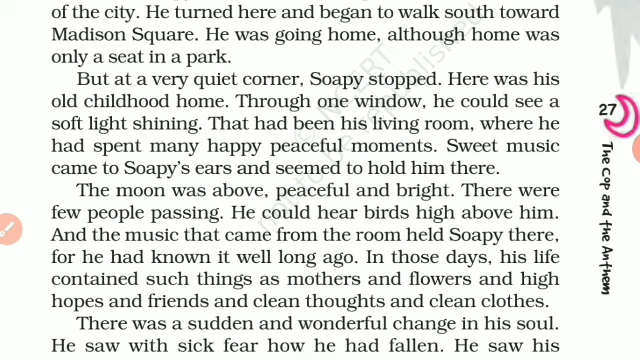 of the city. He turned here and began to walk south toward
Madison Square. He was going home, although home was
only a seat in a park.
But at a very quiet corner, Soapy stopped. Here was his
old childhood home. Through one window, he could see a
soft light shining. That had been his living room, where he
had spent many happy peaceful moments. Sweet music
came to Soapy's ears and seemed to hold him there.
The moon was above, peaceful and bright. There were
few people passing. He could hear birds high above him.
And the music that came from the room held Soapy there,
for he had known it well long ago. In those days, his life
contained such things as mothers and flowers and high
hopes and friends and clean thoughts and clean clothes.
There was a sudden and wonderful change in his soul.
He saw with sick fear how he had fallen. He saw his
27
The Cop and the Anthem
© NCERT
not to be republished